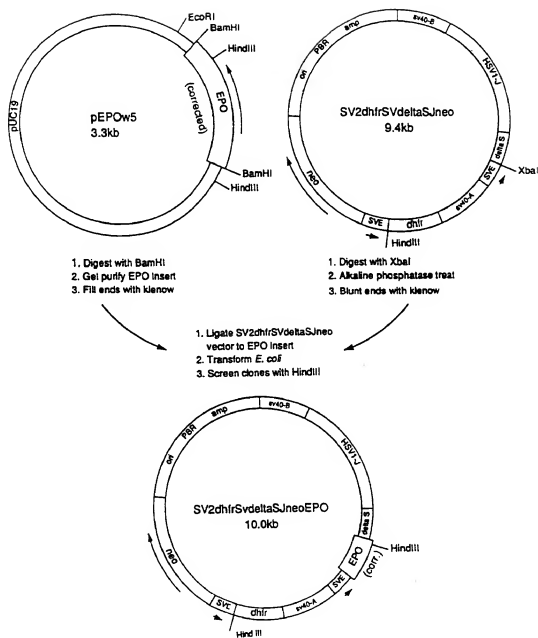 EcoRI
BamHI
HindIII
EPO
(corrected)
pUC19
pEPOw5
3.3kb
BamHI
HindIII
sv40-B
amp
PBR
ori
HSV1-J
SV2dhfrSVdeltaSJneo
9.4kb
delta S
XbaI
SVE
sv40-A
dhfr
HindIII
SVE
neo
1. Digest with BamHI
2. Gel purify EPO insert
3. Fill ends with klenow
1. Digest with XbaI
2. Alkaline phosphatase treat
3. Blunt ends with klenow
1. Ligate SV2dhfrSVdeltaSJneo
vector to EPO insert
2. Transform E. coli
3. Screen clones with HindIII
sv40-B
amp
PBR
ori
HSV1-J
SV2dhfrSvdeltaSJneoEPO
10.0kb
delta S
HindIII
EPO
(corr.)
SVE
sv40-A
dhfr
Hind III
SVE
neo